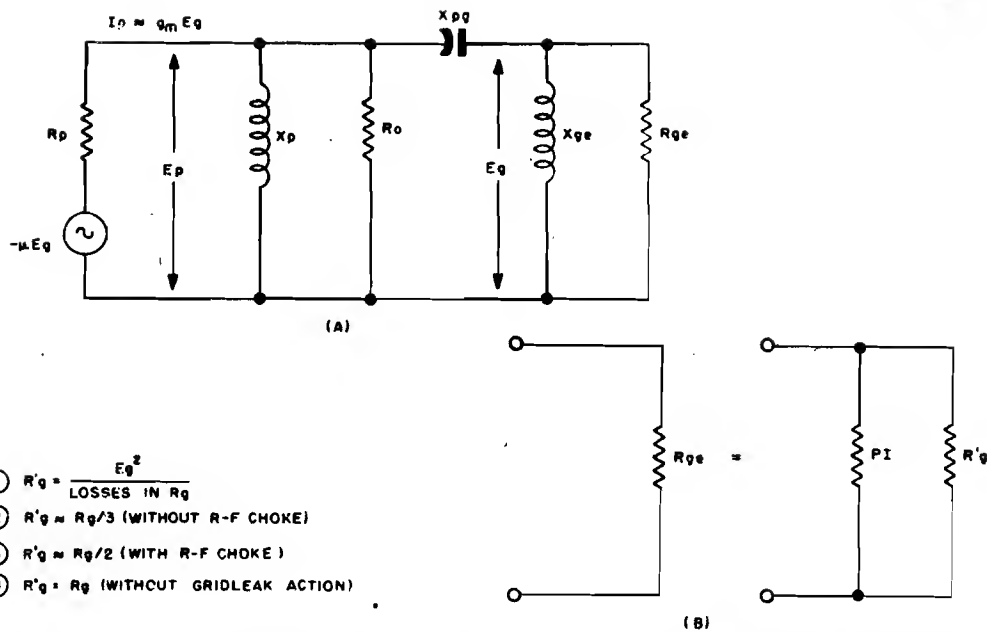 Ip ≈ gm Eg
Xpg
Rp
Ep
Xp
Ro
Eg
Xge
Rge
-μEg
(A)
Rge =
PI
R'g
R'g = Eg²
LOSSES IN Rg
R'g ≈ Rg/3 (WITHOUT R-F CHOKE)
R'g ≈ Rg/2 (WITH R-F CHOKE)
R'g = Rg (WITHOUT GRIDLEAK ACTION)
(B)